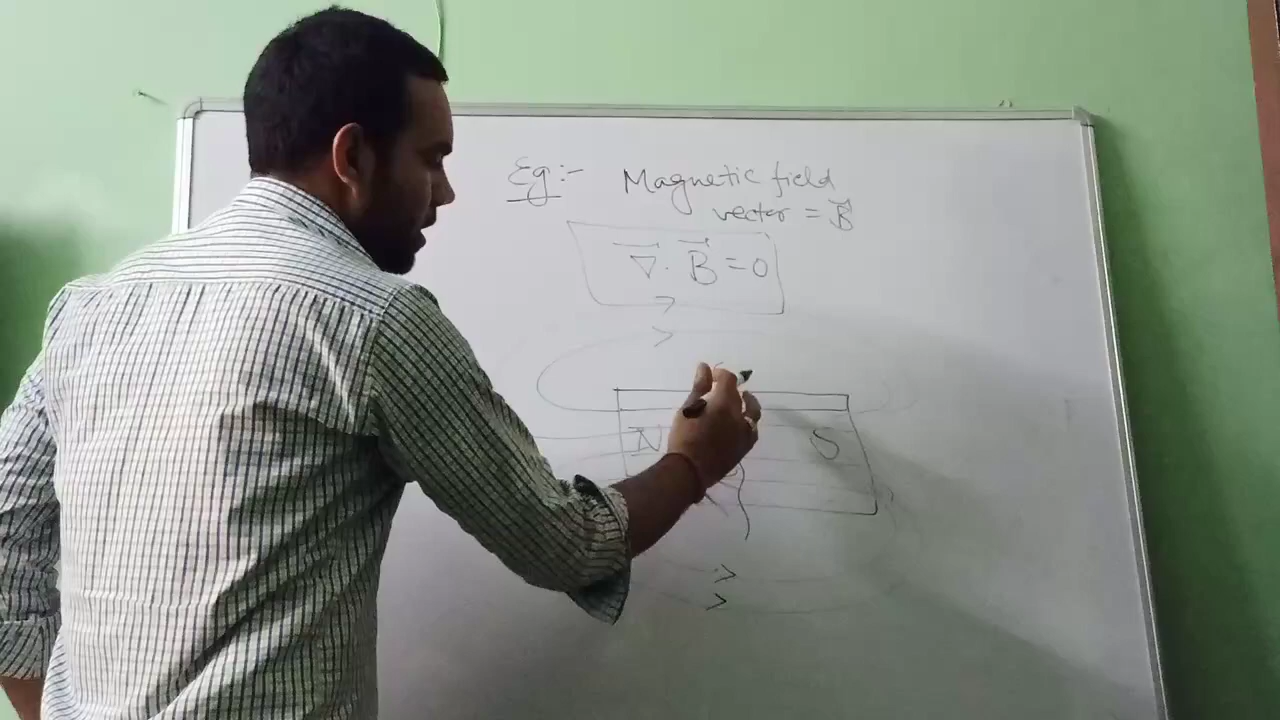 Eg:- Magnetic field
vector = B⃗
∇⃗ · B⃗ = 0
N S